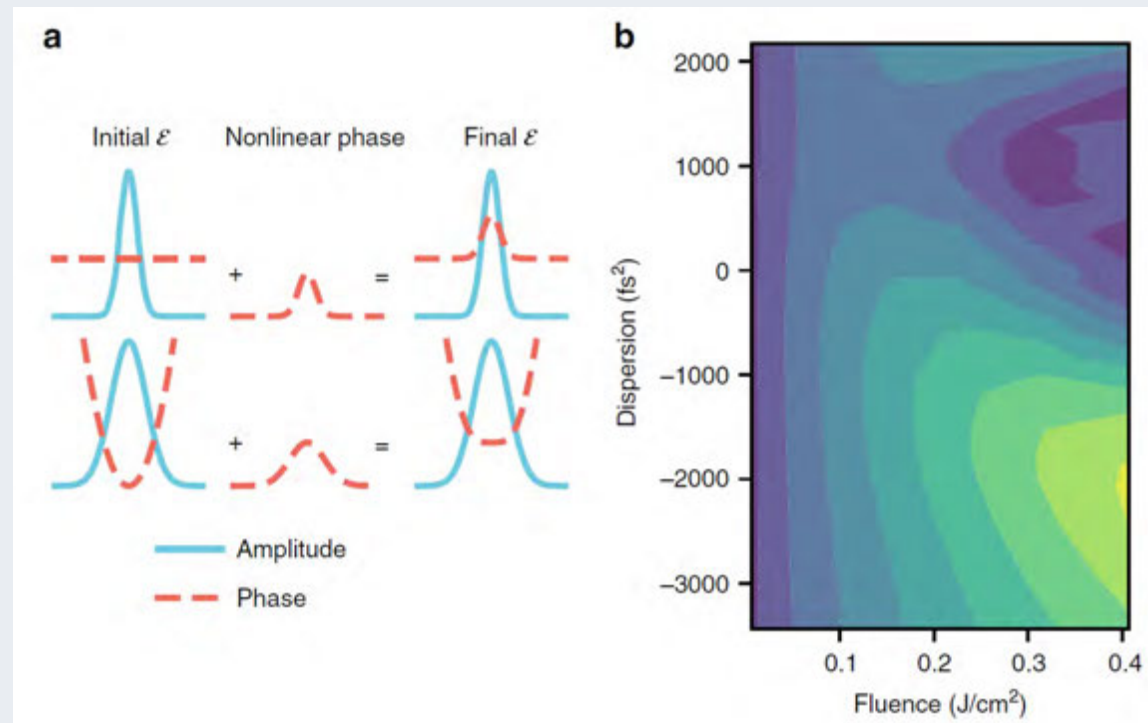 a
Initial ℰ Nonlinear phase Final ℰ
+ =
+ =
Amplitude
Phase
b
2000
1000
0
−1000
−2000
−3000
Dispersion (fs²)
0.1 0.2 0.3 0.4
Fluence (J/cm²)